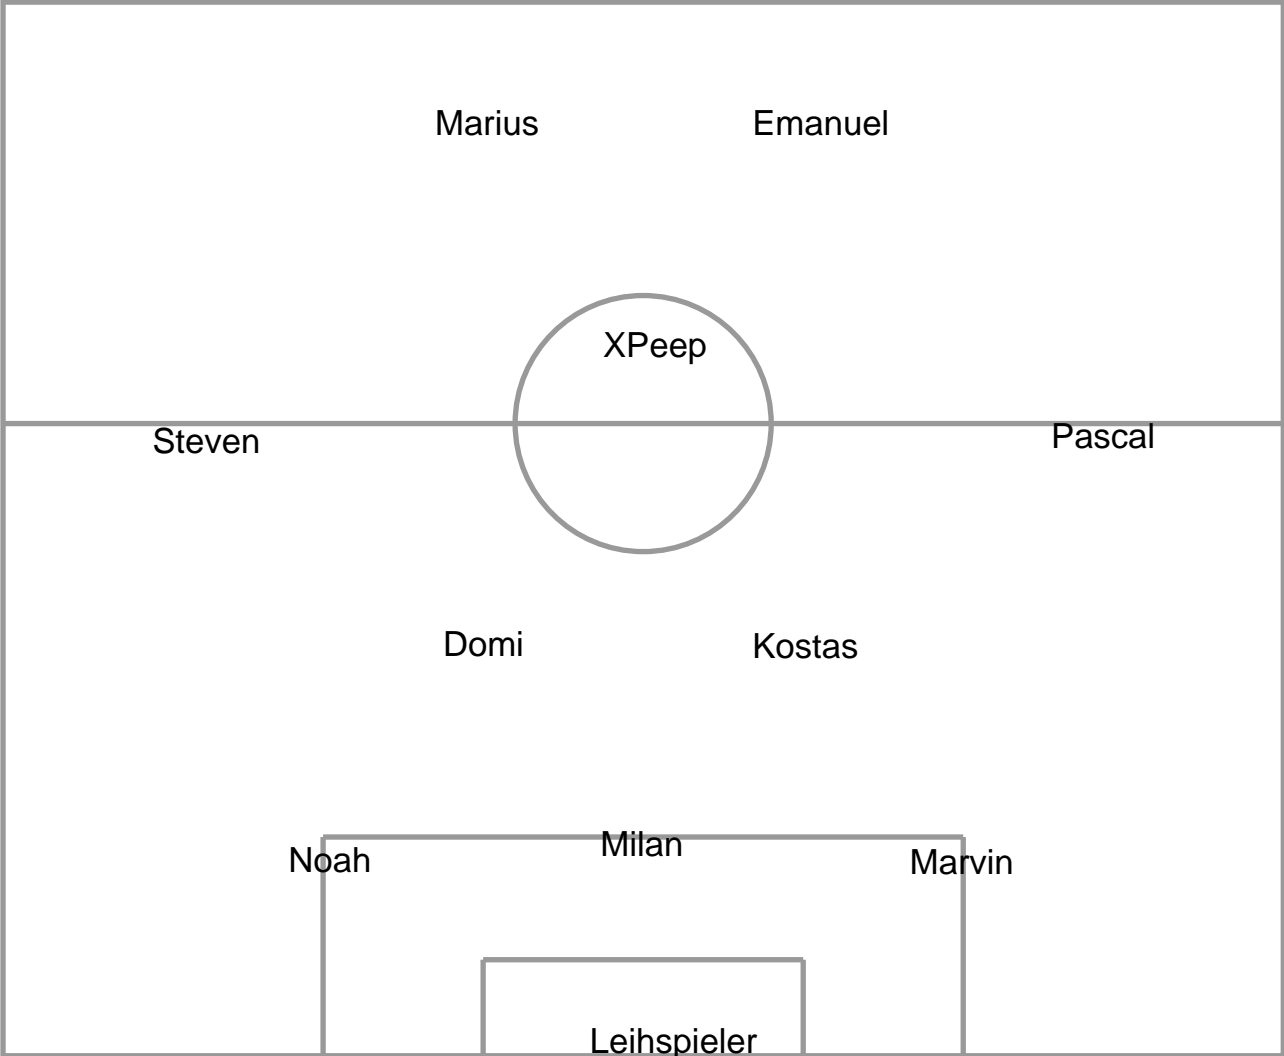 Marius Emanuel
XPeep
Steven Pascal
Domi Kostas
Noah Milan Marvin
Leihspieler